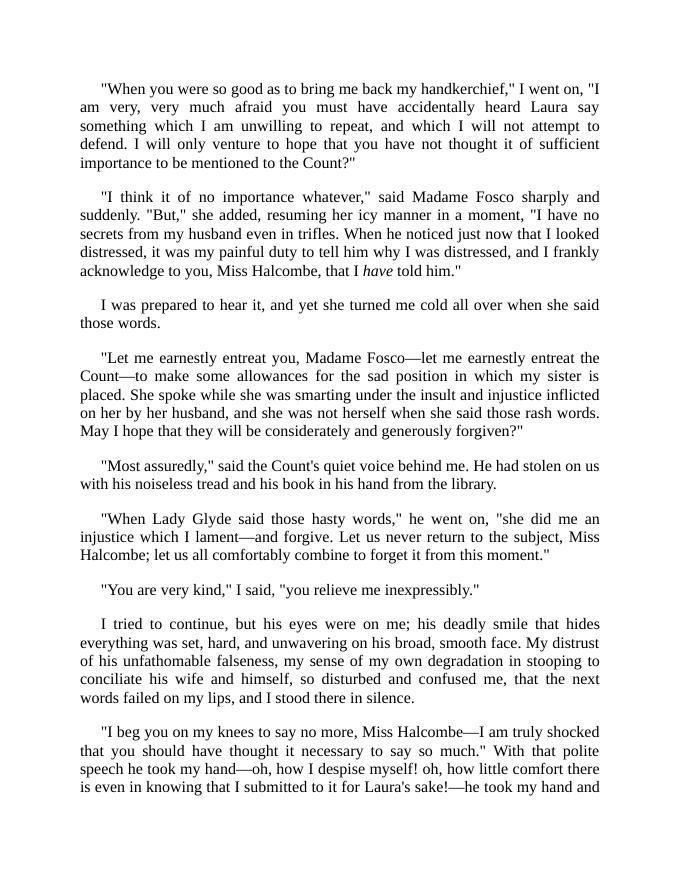 "When you were so good as to bring me back my handkerchief," I went on, "I
am very, very much afraid you must have accidentally heard Laura say
something which I am unwilling to repeat, and which I will not attempt to
defend. I will only venture to hope that you have not thought it of sufficient
importance to be mentioned to the Count?"
"I think it of no importance whatever," said Madame Fosco sharply and
suddenly. "But," she added, resuming her icy manner in a moment, "I have no
secrets from my husband even in trifles. When he noticed just now that I looked
distressed, it was my painful duty to tell him why I was distressed, and I frankly
acknowledge to you, Miss Halcombe, that I have told him."
I was prepared to hear it, and yet she turned me cold all over when she said
those words.
"Let me earnestly entreat you, Madame Fosco—let me earnestly entreat the
Count—to make some allowances for the sad position in which my sister is
placed. She spoke while she was smarting under the insult and injustice inflicted
on her by her husband, and she was not herself when she said those rash words.
May I hope that they will be considerately and generously forgiven?"
"Most assuredly," said the Count's quiet voice behind me. He had stolen on us
with his noiseless tread and his book in his hand from the library.
"When Lady Glyde said those hasty words," he went on, "she did me an
injustice which I lament—and forgive. Let us never return to the subject, Miss
Halcombe; let us all comfortably combine to forget it from this moment."
"You are very kind," I said, "you relieve me inexpressibly."
I tried to continue, but his eyes were on me; his deadly smile that hides
everything was set, hard, and unwavering on his broad, smooth face. My distrust
of his unfathomable falseness, my sense of my own degradation in stooping to
conciliate his wife and himself, so disturbed and confused me, that the next
words failed on my lips, and I stood there in silence.
"I beg you on my knees to say no more, Miss Halcombe—I am truly shocked
that you should have thought it necessary to say so much." With that polite
speech he took my hand—oh, how I despise myself! oh, how little comfort there
is even in knowing that I submitted to it for Laura's sake!—he took my hand and